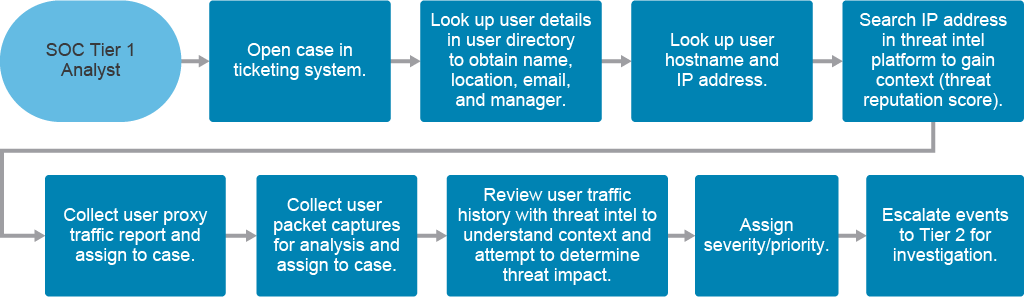 SOC Tier 1
Analyst
Open case in
ticketing system.
Look up user details
in user directory
to obtain name,
location, email,
and manager.
Look up user
hostname and
IP address.
Search IP address
in threat intel
platform to gain
context (threat
reputation score).
Collect user proxy
traffic report and
assign to case.
Collect user
packet captures
for analysis and
assign to case.
Review user traffic
history with threat intel to
understand context and
attempt to determine
threat impact.
Assign
severity/priority.
Escalate events
to Tier 2 for
investigation.